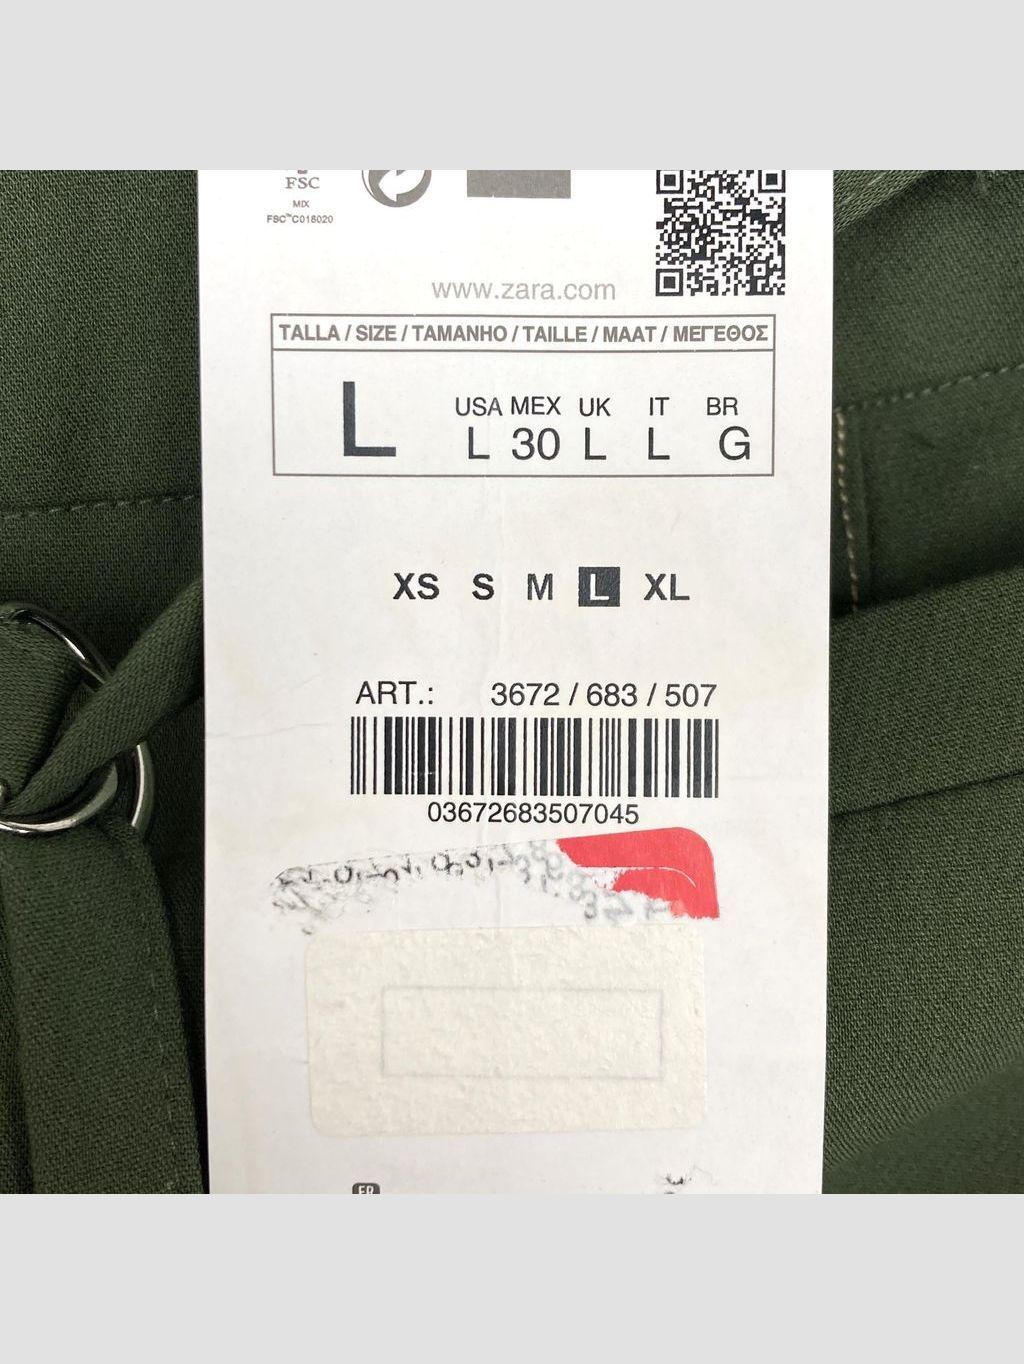 FSC
MIX
FSC™C018020
www.zara.com
TALLA / SIZE / TAMANHO / TAILLE / MAAT / ΜΕΓΕΘΟΣ
L
USA MEX UK IT BR
L 30 L L G
XS S M L XL
ART.: 3672 / 683 / 507
03672683507045
FR